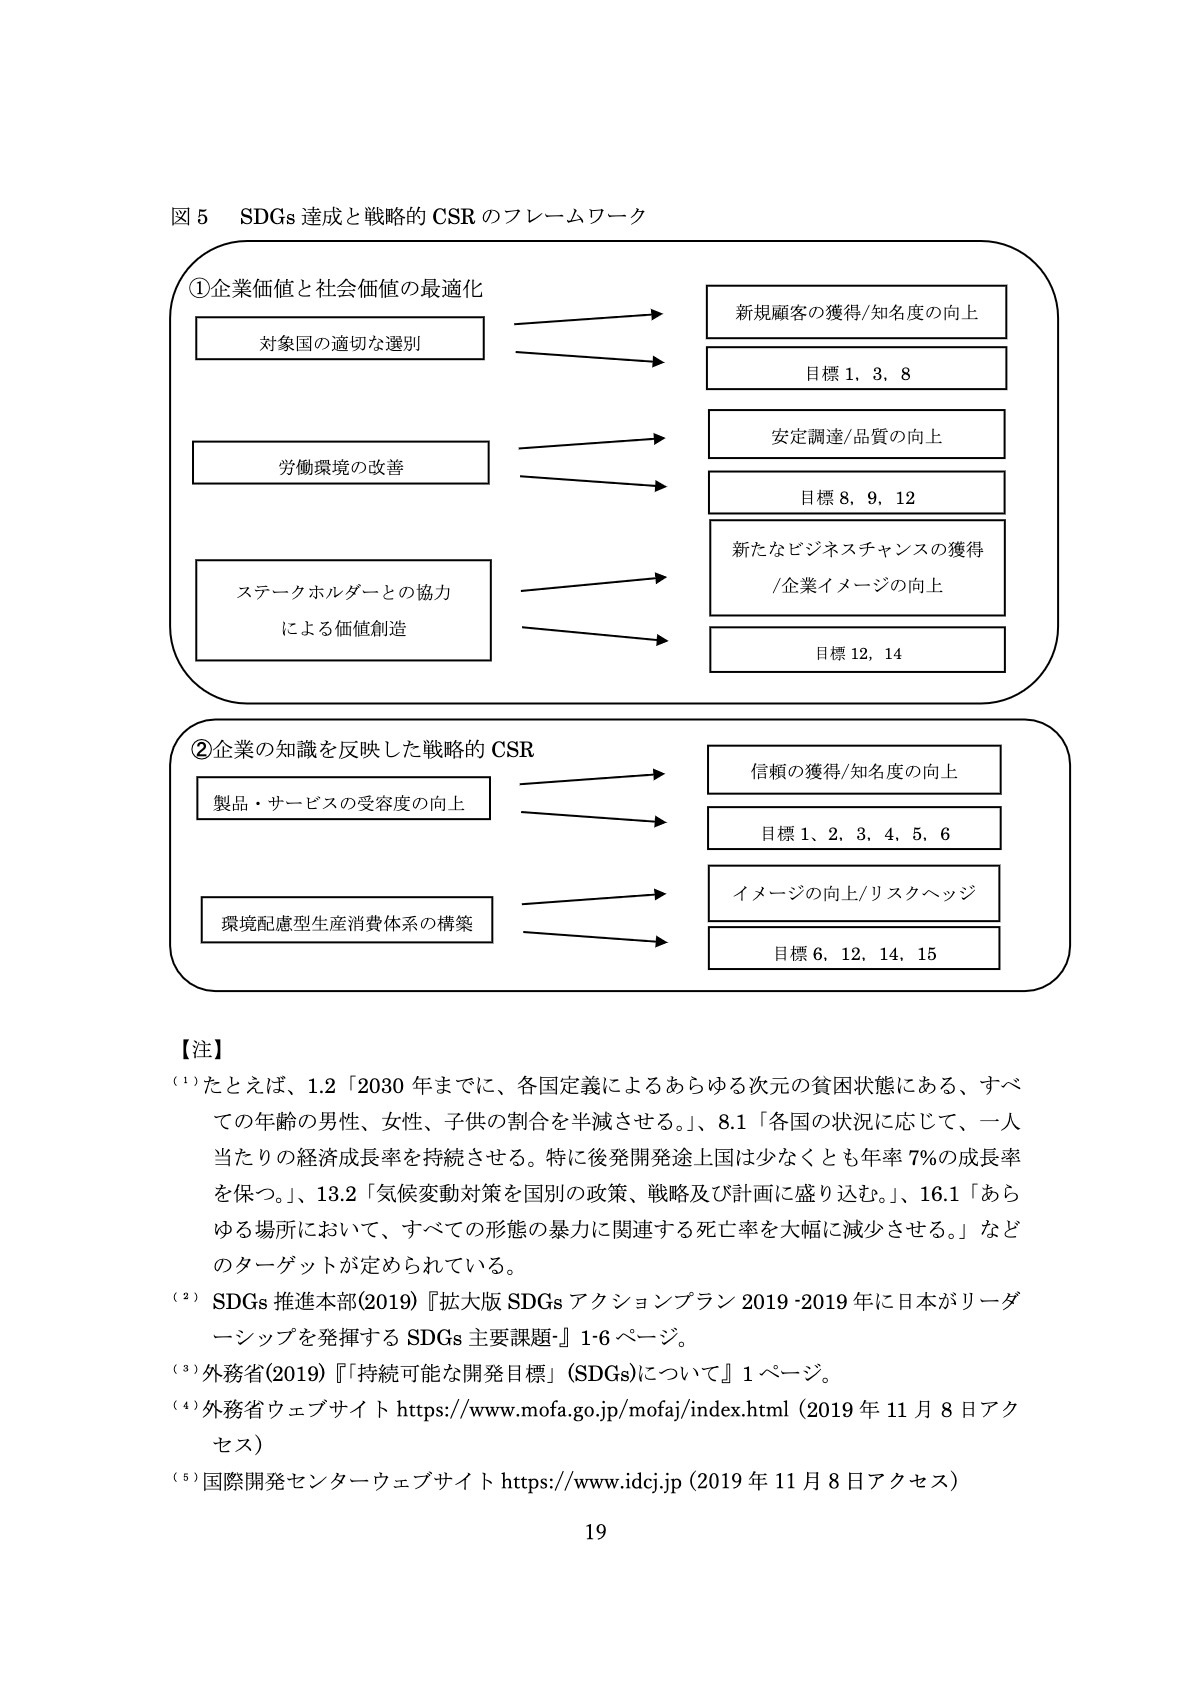 図 5　SDGs 達成と戦略的 CSR のフレームワーク
①企業価値と社会価値の最適化
対象国の適切な選別
新規顧客の獲得/知名度の向上
目標 1，3，8
労働環境の改善
安定調達/品質の向上
目標 8，9，12
ステークホルダーとの協力
による価値創造
新たなビジネスチャンスの獲得
/企業イメージの向上
目標 12，14
②企業の知識を反映した戦略的 CSR
製品・サービスの受容度の向上
信頼の獲得/知名度の向上
目標 1、2，3，4，5，6
環境配慮型生産消費体系の構築
イメージの向上/リスクヘッジ
目標 6，12，14，15
【注】
（1）たとえば、1.2「2030 年までに、各国定義によるあらゆる次元の貧困状態にある、すべ
ての年齢の男性、女性、子供の割合を半減させる。」、8.1「各国の状況に応じて、一人
当たりの経済成長率を持続させる。特に後発開発途上国は少なくとも年率 7%の成長率
を保つ。」、13.2「気候変動対策を国別の政策、戦略及び計画に盛り込む。」、16.1「あら
ゆる場所において、すべての形態の暴力に関連する死亡率を大幅に減少させる。」など
のターゲットが定められている。
（2） SDGs 推進本部(2019)『拡大版 SDGs アクションプラン 2019 -2019 年に日本がリーダ
ーシップを発揮する SDGs 主要課題-』1-6 ページ。
（3）外務省(2019)『「持続可能な開発目標」(SDGs)について』1 ページ。
（4）外務省ウェブサイト https://www.mofa.go.jp/mofaj/index.html（2019 年 11 月 8 日アク
セス）
（5）国際開発センターウェブサイト https://www.idcj.jp（2019 年 11 月 8 日アクセス）
19